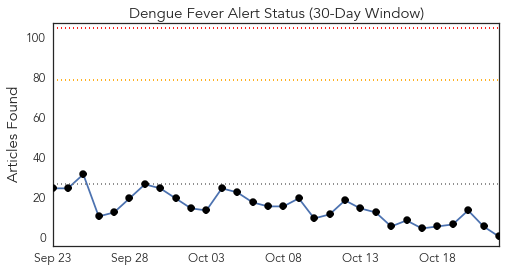 Dengue Fever Alert Status (30-Day Window)
Articles Found
100
80
60
40
20
0
Sep 23 Sep 28 Oct 03 Oct 08 Oct 13 Oct 18